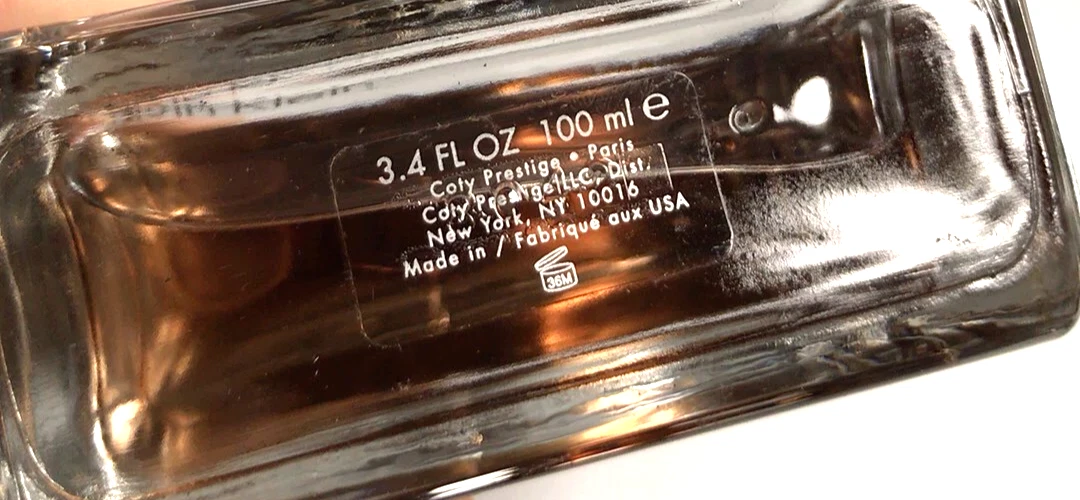 3.4 FL OZ 100 ml e
Coty Prestige • Paris
Coty Prestige LLC, Dist.
New York, NY 10016
Made in / Fabriqué aux USA
36M